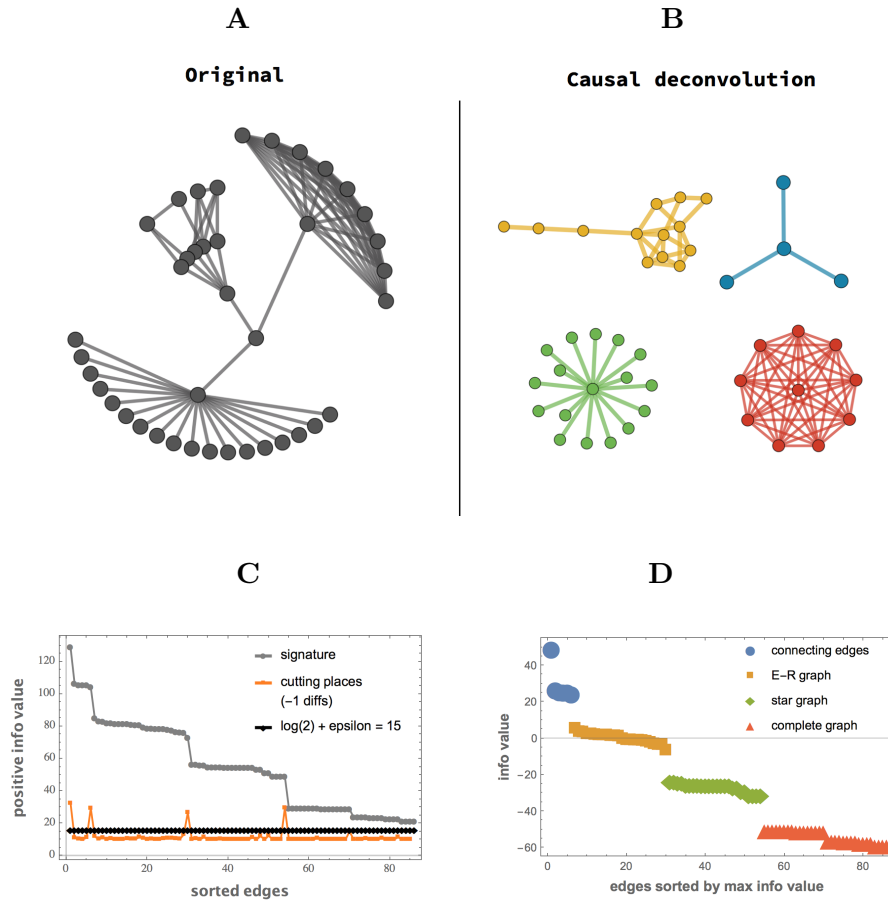 A
B
Original
Causal deconvolution
C
D
signature
cutting places
(−1 diffs)
log(2) + epsilon = 15
positive info value
120
100
80
60
40
20
0
0
20
40
60
80
sorted edges
connecting edges
E−R graph
star graph
complete graph
info value
40
20
0
−20
−40
−60
0
20
40
60
80
edges sorted by max info value